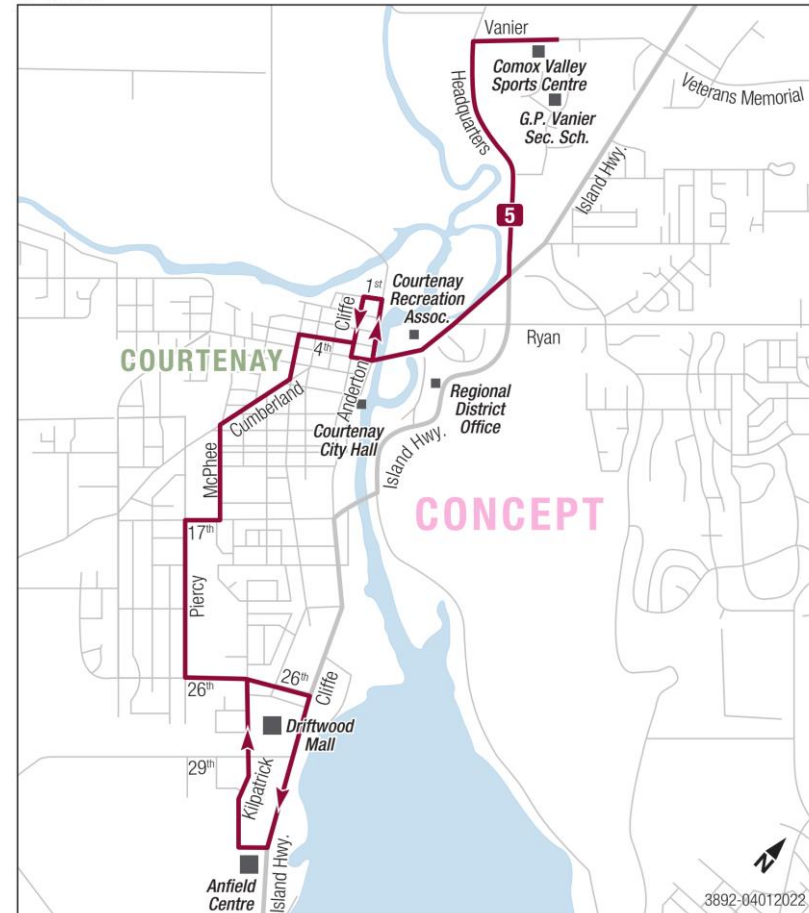 Vanier
Comox Valley
Sports Centre
Veterans Memorial
Headquarters
G.P. Vanier
Sec. Sch.
Island Hwy.
5
1st
Courtenay
Recreation
Assoc.
Cliffe
4th
Ryan
COURTENAY
Anderton
Cumberland
Regional
District
Office
Courtenay
City Hall
Island Hwy.
McPhee
CONCEPT
17th
Piercy
26th
26th
Cliffe
Driftwood
Mall
29th
Kilpatrick
Anfield
Centre
Island Hwy.
N
3892-04012022